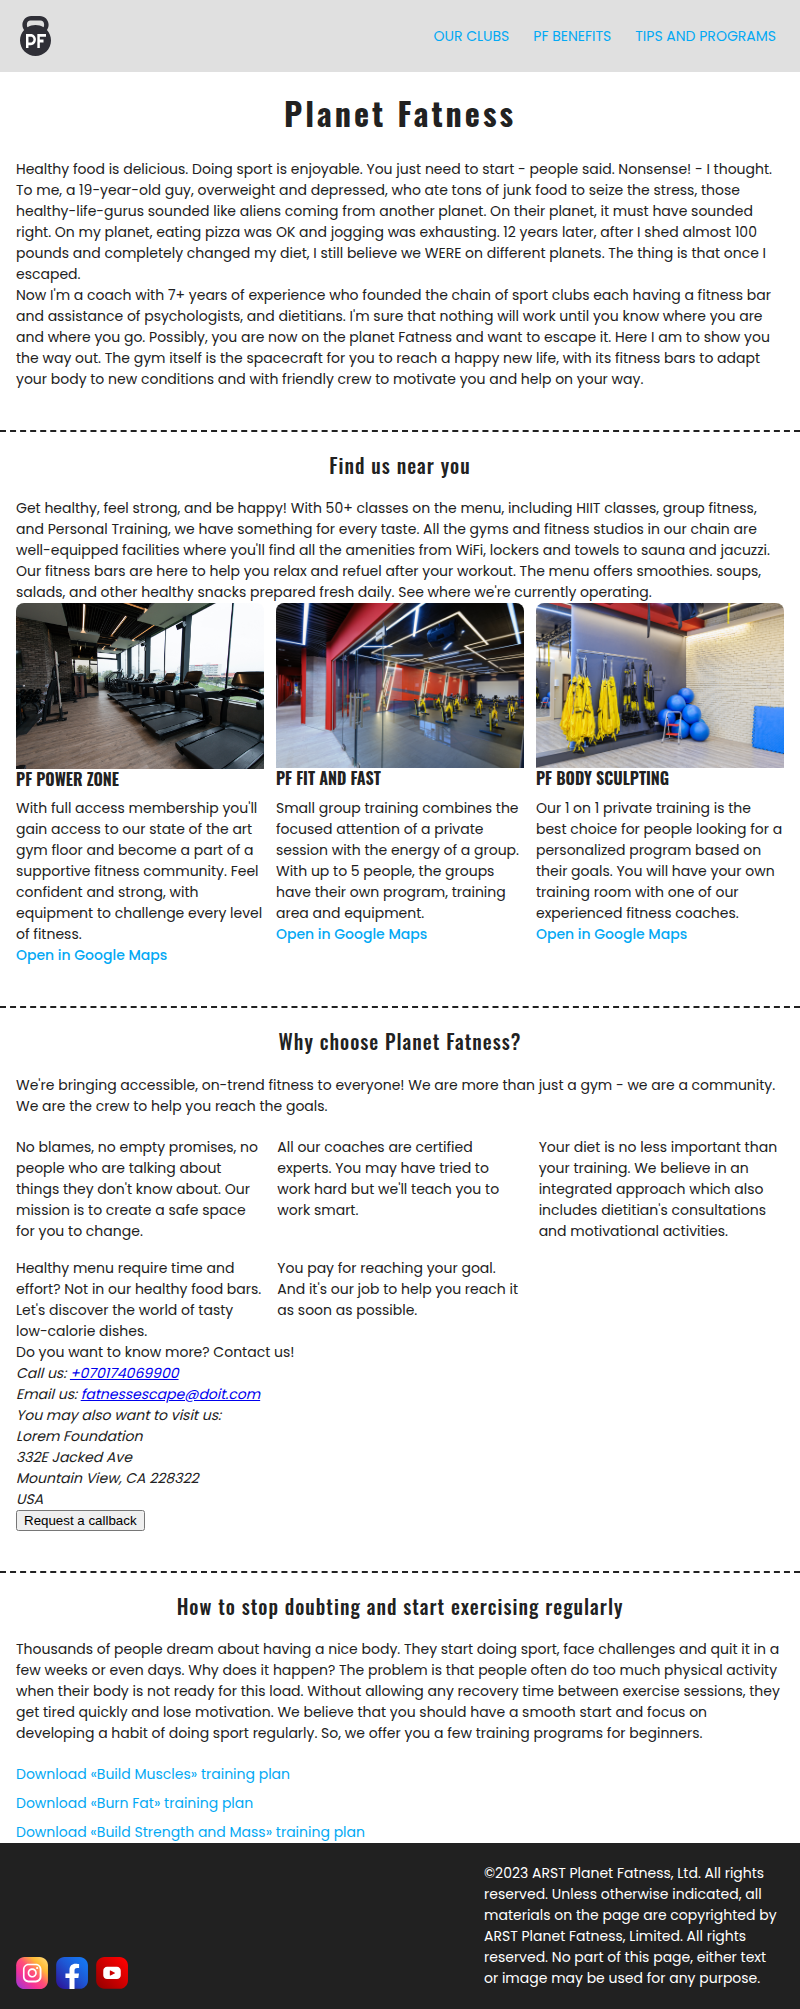 PF
OUR CLUBS PF BENEFITS TIPS AND PROGRAMS
Planet Fatness
Healthy food is delicious. Doing sport is enjoyable. You just need to start - people said. Nonsense! - I thought.
To me, a 19-year-old guy, overweight and depressed, who ate tons of junk food to seize the stress, those
healthy-life-gurus sounded like aliens coming from another planet. On their planet, it must have sounded
right. On my planet, eating pizza was OK and jogging was exhausting. 12 years later, after I shed almost 100
pounds and completely changed my diet, I still believe we WERE on different planets. The thing is that once I
escaped.
Now I'm a coach with 7+ years of experience who founded the chain of sport clubs each having a fitness bar
and assistance of psychologists, and dietitians. I'm sure that nothing will work until you know where you are
and where you go. Possibly, you are now on the planet Fatness and want to escape it. Here I am to show you
the way out. The gym itself is the spacecraft for you to reach a happy new life, with its fitness bars to adapt
your body to new conditions and with friendly crew to motivate you and help on your way.
Find us near you
Get healthy, feel strong, and be happy! With 50+ classes on the menu, including HIIT classes, group fitness,
and Personal Training, we have something for every taste. All the gyms and fitness studios in our chain are
well-equipped facilities where you'll find all the amenities from WiFi, lockers and towels to sauna and jacuzzi.
Our fitness bars are here to help you relax and refuel after your workout. The menu offers smoothies. soups,
salads, and other healthy snacks prepared fresh daily. See where we're currently operating.
PF POWER ZONE
With full access membership you'll
gain access to our state of the art
gym floor and become a part of a
supportive fitness community. Feel
confident and strong, with
equipment to challenge every level
of fitness.
Open in Google Maps
PF FIT AND FAST
Small group training combines the
focused attention of a private
session with the energy of a group.
With up to 5 people, the groups
have their own program, training
area and equipment.
Open in Google Maps
PF BODY SCULPTING
Our 1 on 1 private training is the
best choice for people looking for a
personalized program based on
their goals. You will have your own
training room with one of our
experienced fitness coaches.
Open in Google Maps
Why choose Planet Fatness?
We're bringing accessible, on-trend fitness to everyone! We are more than just a gym - we are a community.
We are the crew to help you reach the goals.
No blames, no empty promises, no
people who are talking about
things they don't know about. Our
mission is to create a safe space
for you to change.
All our coaches are certified
experts. You may have tried to
work hard but we'll teach you to
work smart.
Your diet is no less important than
your training. We believe in an
integrated approach which also
includes dietitian's consultations
and motivational activities.
Healthy menu require time and
effort? Not in our healthy food bars.
Let's discover the world of tasty
low-calorie dishes.
You pay for reaching your goal.
And it's our job to help you reach it
as soon as possible.
Do you want to know more? Contact us!
Call us: +070174069900
Email us: fatnessescape@doit.com
You may also want to visit us:
Lorem Foundation
332E Jacked Ave
Mountain View, CA 228322
USA
Request a callback
How to stop doubting and start exercising regularly
Thousands of people dream about having a nice body. They start doing sport, face challenges and quit it in a
few weeks or even days. Why does it happen? The problem is that people often do too much physical activity
when their body is not ready for this load. Without allowing any recovery time between exercise sessions, they
get tired quickly and lose motivation. We believe that you should have a smooth start and focus on
developing a habit of doing sport regularly. So, we offer you a few training programs for beginners.
Download «Build Muscles» training plan
Download «Burn Fat» training plan
Download «Build Strength and Mass» training plan
©2023 ARST Planet Fatness, Ltd. All rights
reserved. Unless otherwise indicated, all
materials on the page are copyrighted by
ARST Planet Fatness, Limited. All rights
reserved. No part of this page, either text
or image may be used for any purpose.